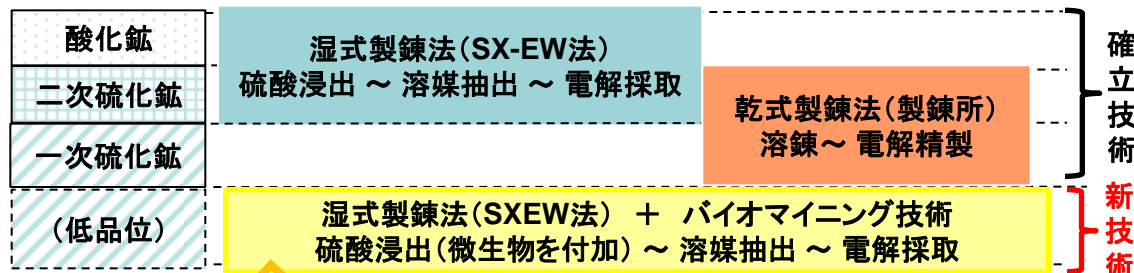 酸化鉱
二次硫化鉱
一次硫化鉱
(低品位)
湿式製錬法(SX-EW法)
硫酸浸出 ~ 溶媒抽出 ~ 電解採取
乾式製錬法(製錬所)
溶錬~ 電解精製
湿式製錬法(SXEW法) + バイオマイニング技術
硫酸浸出(微生物を付加) ~ 溶媒抽出 ~ 電解採取
確立技術
新技術